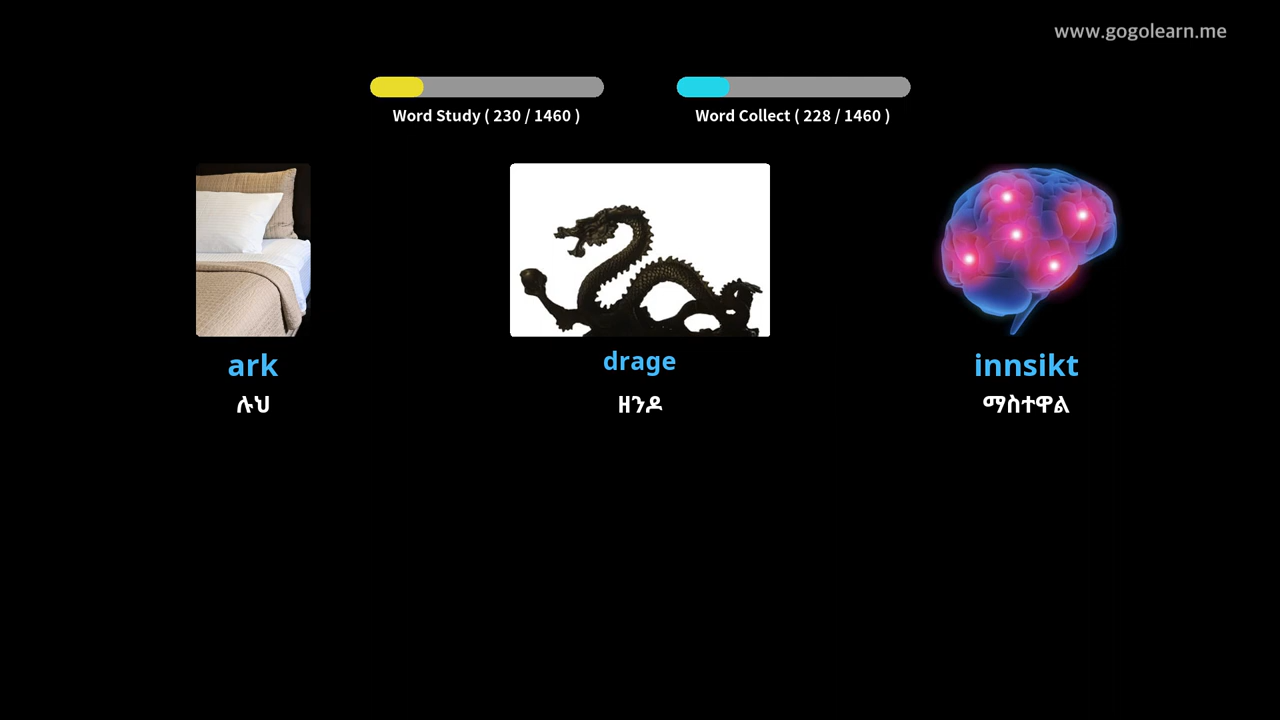 www.gogolearn.me
Word Study ( 230 / 1460 )
Word Collect ( 228 / 1460 )
ark
drage
innsikt
ሉህ
ዘንዶ
ማስተዋል